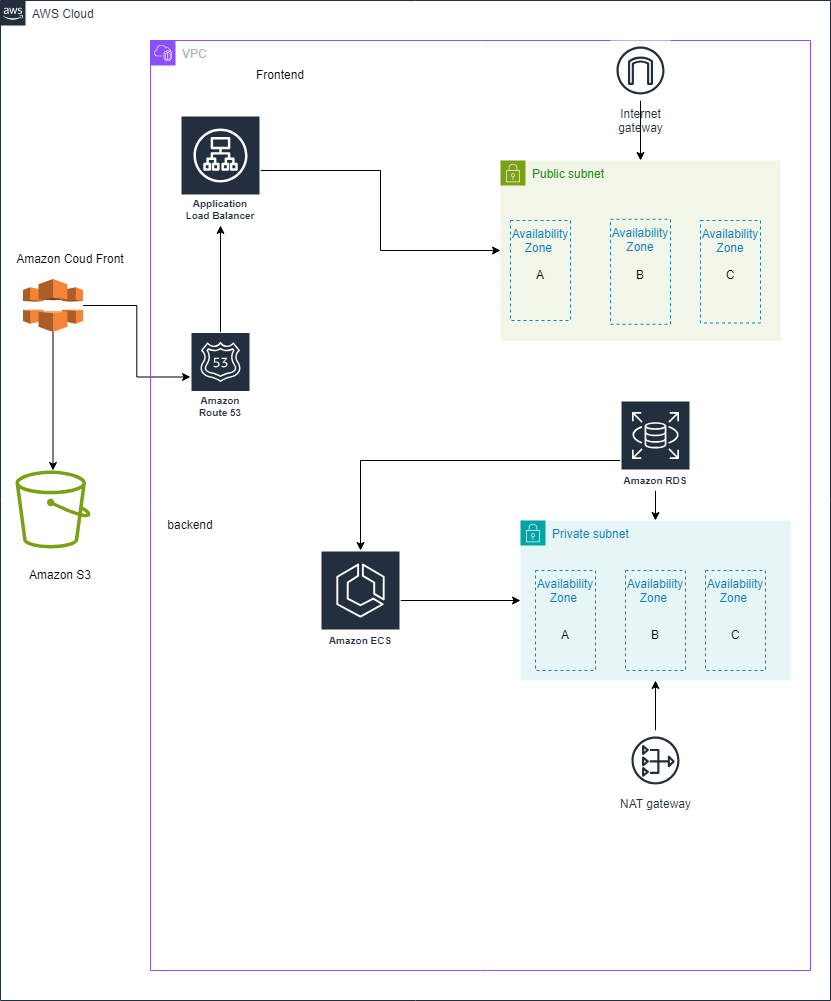 aws
AWS Cloud
VPC
Frontend
Internet
gateway
Application
Load Balancer
Public subnet
Availability
Zone
A
Availability
Zone
B
Availability
Zone
C
Amazon Coud Front
53
Amazon
Route 53
Amazon RDS
backend
Private subnet
Amazon S3
Availability
Zone
A
Availability
Zone
B
Availability
Zone
C
Amazon ECS
NAT gateway